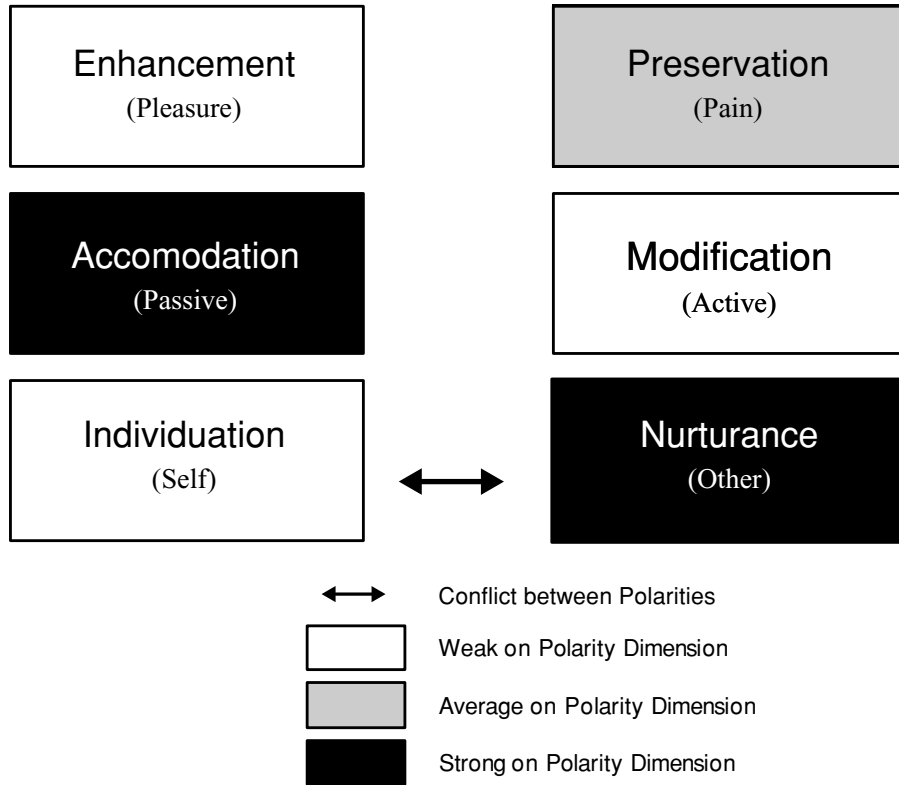 Enhancement
(Pleasure)
Preservation
(Pain)
Accomodation
(Passive)
Modification
(Active)
Individuation
(Self)
Nurturance
(Other)
Conflict between Polarities
Weak on Polarity Dimension
Average on Polarity Dimension
Strong on Polarity Dimension